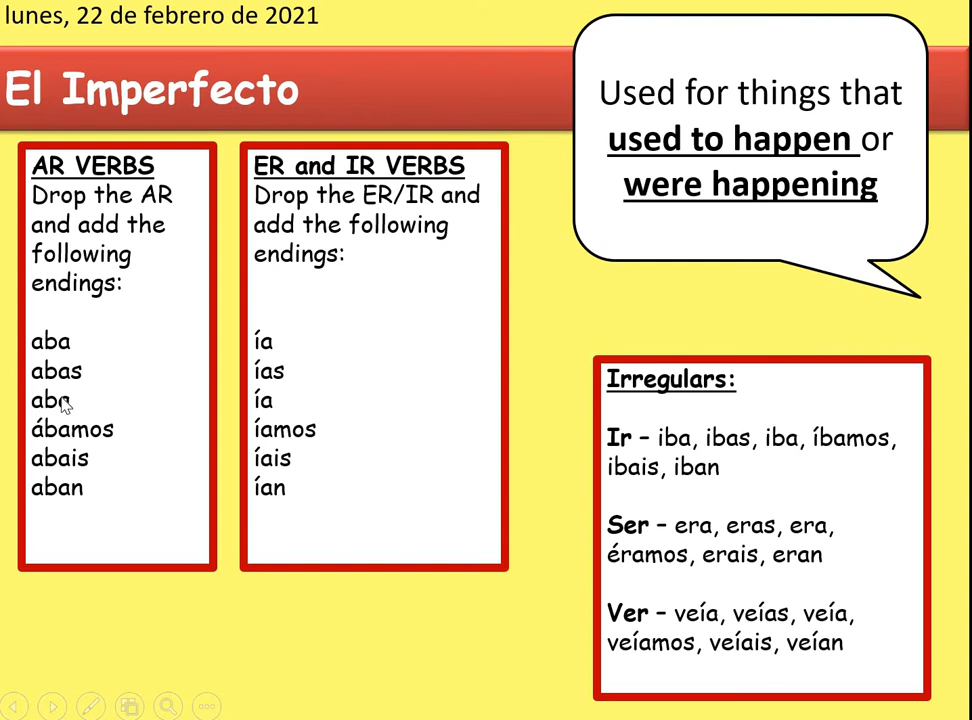 lunes, 22 de febrero de 2021
El Imperfecto
Used for things that
used to happen or
were happening
AR VERBS
Drop the AR
and add the
following
endings:
aba
abas
aba
ábamos
abais
aban
ER and IR VERBS
Drop the ER/IR and
add the following
endings:
ía
ías
ía
íamos
íais
ían
Irregulars:
Ir – iba, ibas, iba, íbamos,
ibais, iban
Ser – era, eras, era,
éramos, erais, eran
Ver – veía, veías, veía,
veíamos, veíais, veían